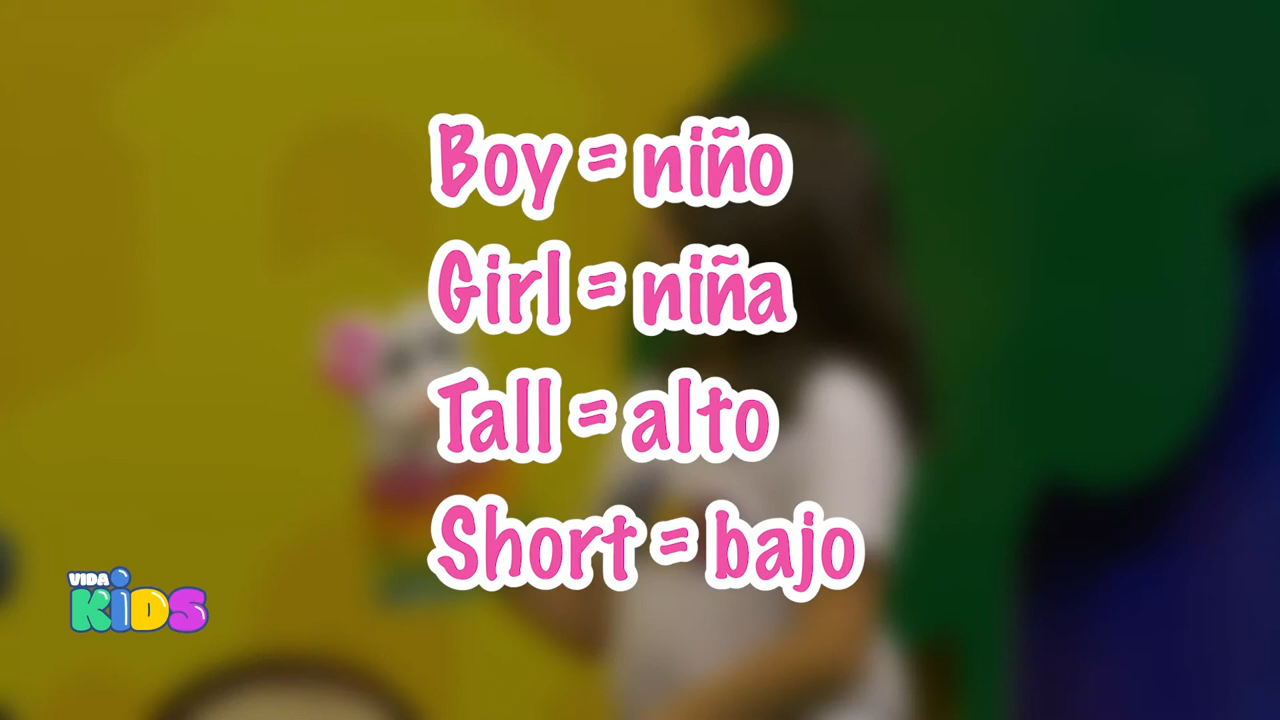 Boy = niño
Girl = niña
Tall = alto
Short = bajo
VIDA
KiDS